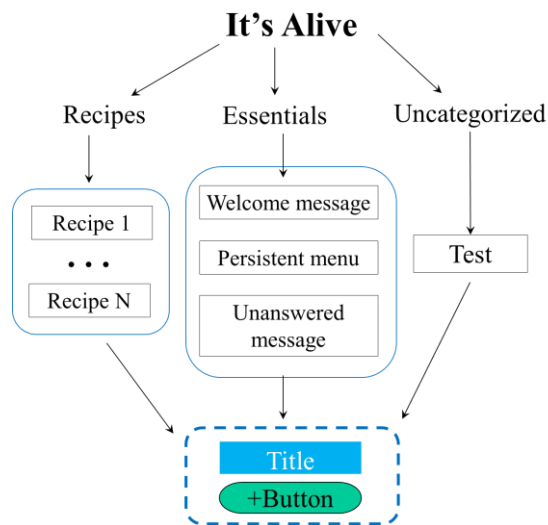 It's Alive
Recipes
Essentials
Uncategorized
Recipe 1
...
Recipe N
Welcome message
Persistent menu
Unanswered
message
Test
Title
+Button